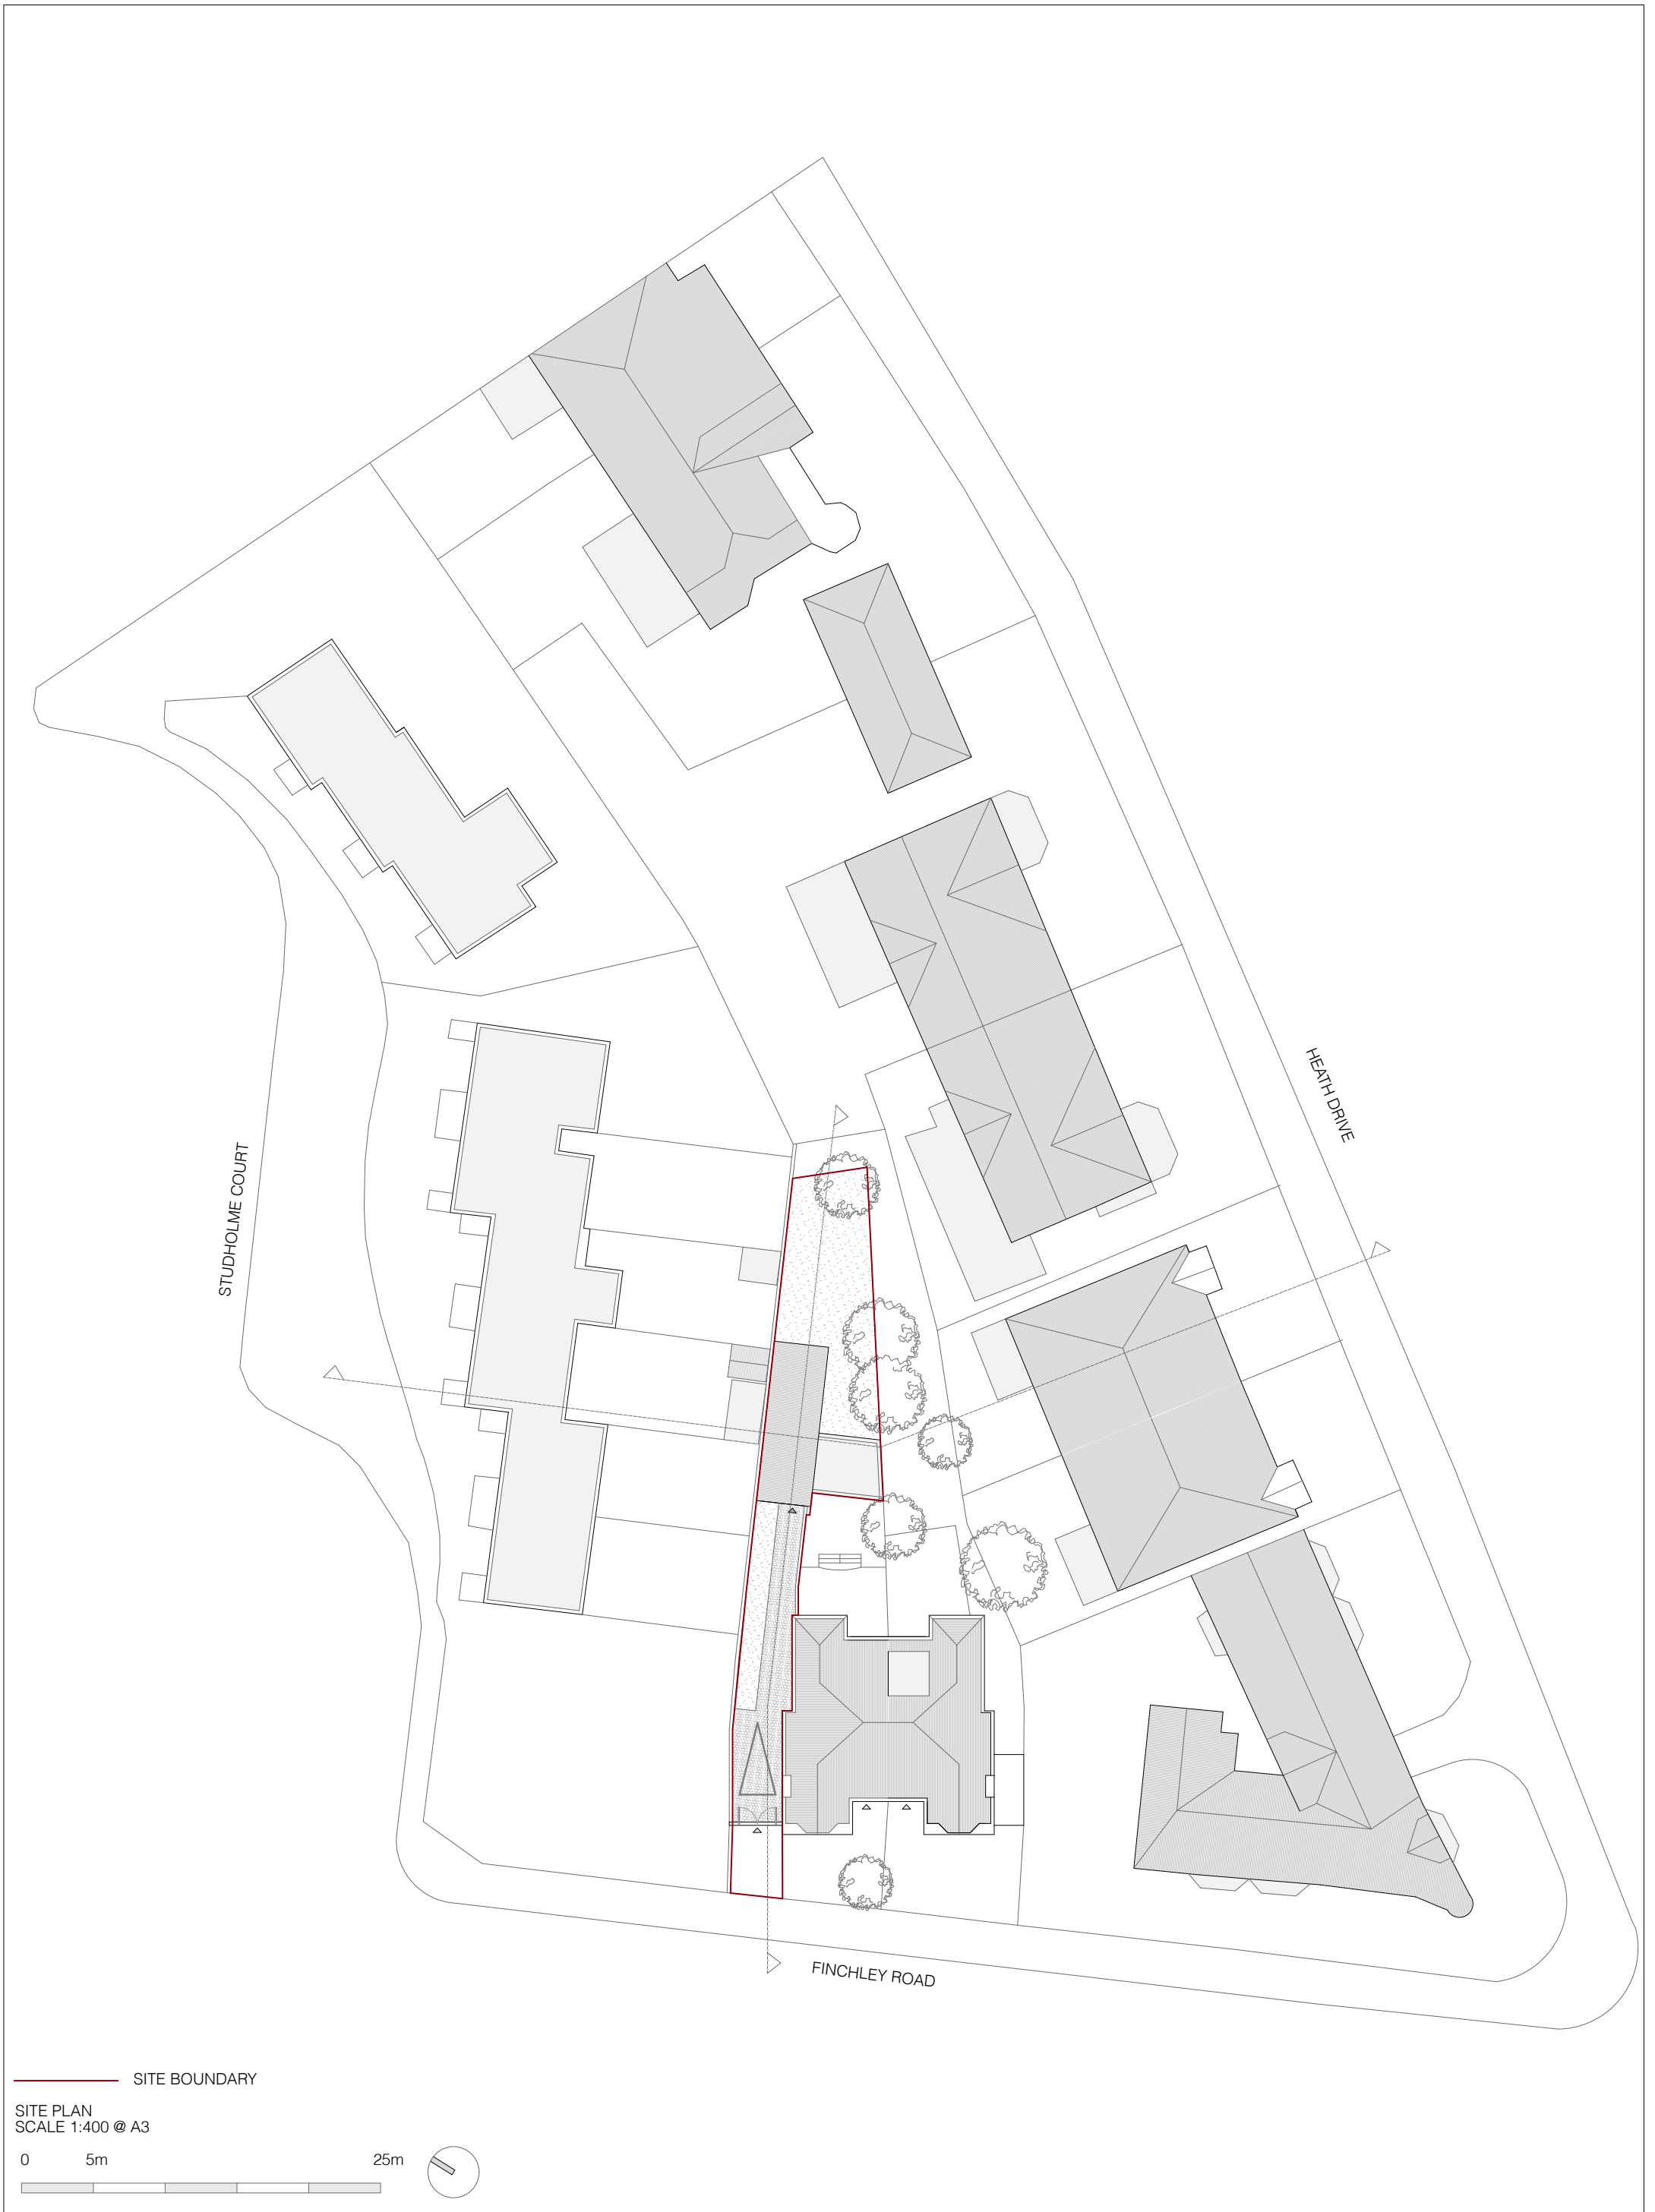 HEATH DRIVE
STUDHOLME COURT
FINCHLEY ROAD
SITE BOUNDARY
SITE PLAN
SCALE 1:400 @ A3
0 5m 25m